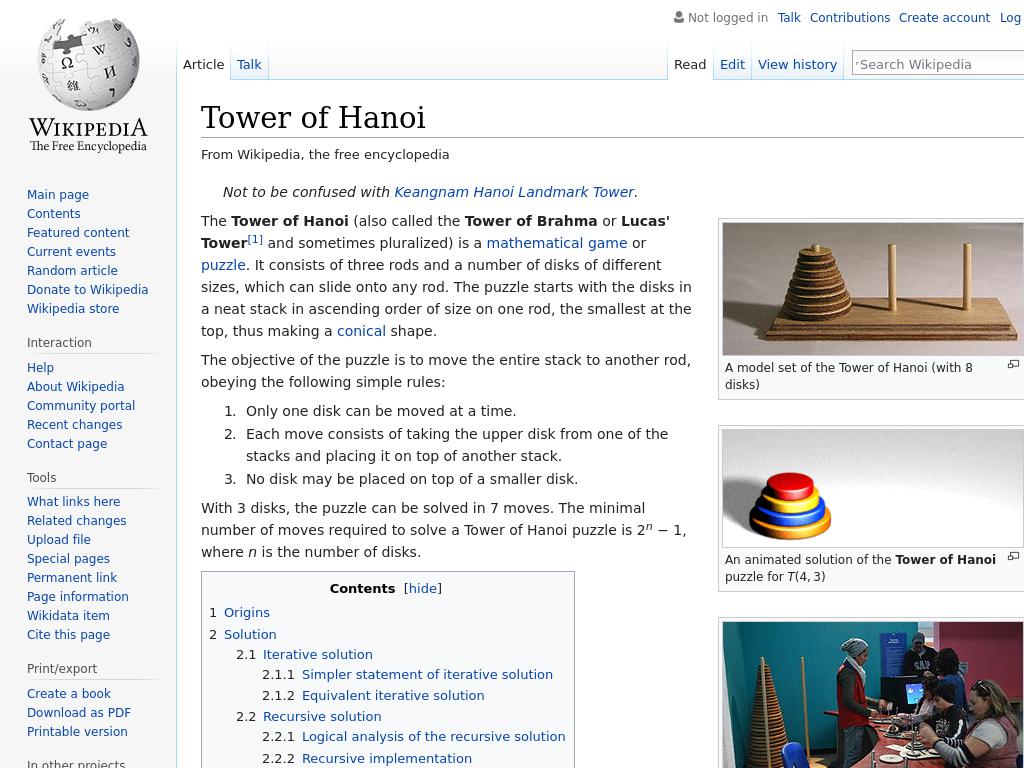 Not logged in Talk Contributions Create account Log
Article Talk Read Edit View history Search Wikipedia
WIKIPEDIA
The Free Encyclopedia
Main page
Contents
Featured content
Current events
Random article
Donate to Wikipedia
Wikipedia store
Interaction
Help
About Wikipedia
Community portal
Recent changes
Contact page
Tools
What links here
Related changes
Upload file
Special pages
Permanent link
Page information
Wikidata item
Cite this page
Print/export
Create a book
Download as PDF
Printable version
In other projects
Tower of Hanoi
From Wikipedia, the free encyclopedia
Not to be confused with Keangnam Hanoi Landmark Tower.
The Tower of Hanoi (also called the Tower of Brahma or Lucas'
Tower[1] and sometimes pluralized) is a mathematical game or
puzzle. It consists of three rods and a number of disks of different
sizes, which can slide onto any rod. The puzzle starts with the disks in
a neat stack in ascending order of size on one rod, the smallest at the
top, thus making a conical shape.
The objective of the puzzle is to move the entire stack to another rod,
obeying the following simple rules:
1. Only one disk can be moved at a time.
2. Each move consists of taking the upper disk from one of the
stacks and placing it on top of another stack.
3. No disk may be placed on top of a smaller disk.
With 3 disks, the puzzle can be solved in 7 moves. The minimal
number of moves required to solve a Tower of Hanoi puzzle is 2ⁿ − 1,
where n is the number of disks.
Contents [hide]
1 Origins
2 Solution
2.1 Iterative solution
2.1.1 Simpler statement of iterative solution
2.1.2 Equivalent iterative solution
2.2 Recursive solution
2.2.1 Logical analysis of the recursive solution
2.2.2 Recursive implementation
A model set of the Tower of Hanoi (with 8
disks)
An animated solution of the Tower of Hanoi
puzzle for T(4, 3)